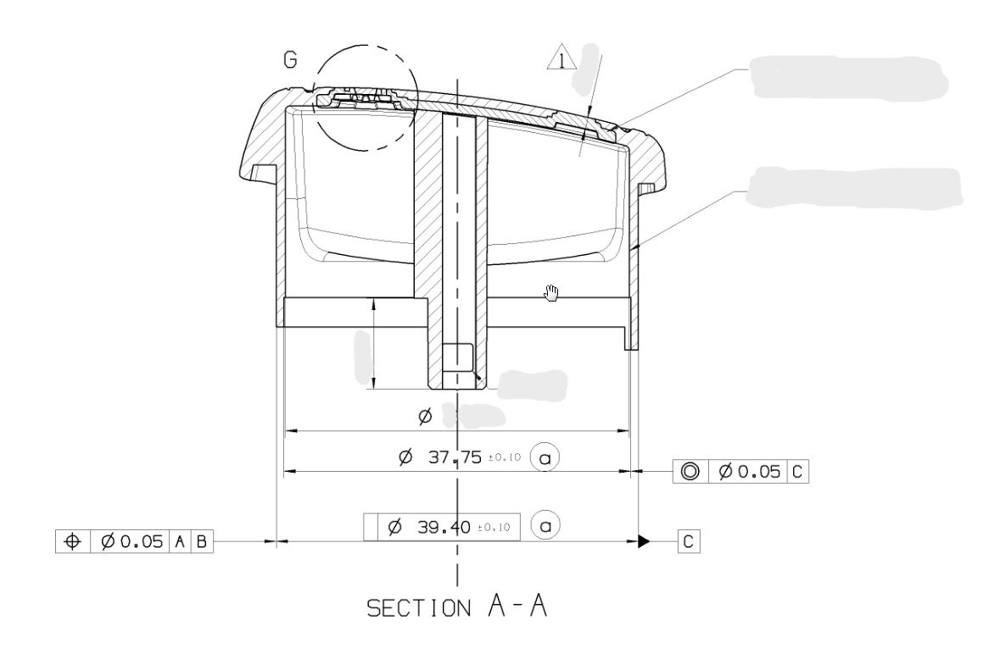 G
1
Ø
Ø 37.75 ±0.10 a
Ø 0.05 C
Ø 39.40 ±0.10 a
Ø 0.05 A B
C
SECTION A-A